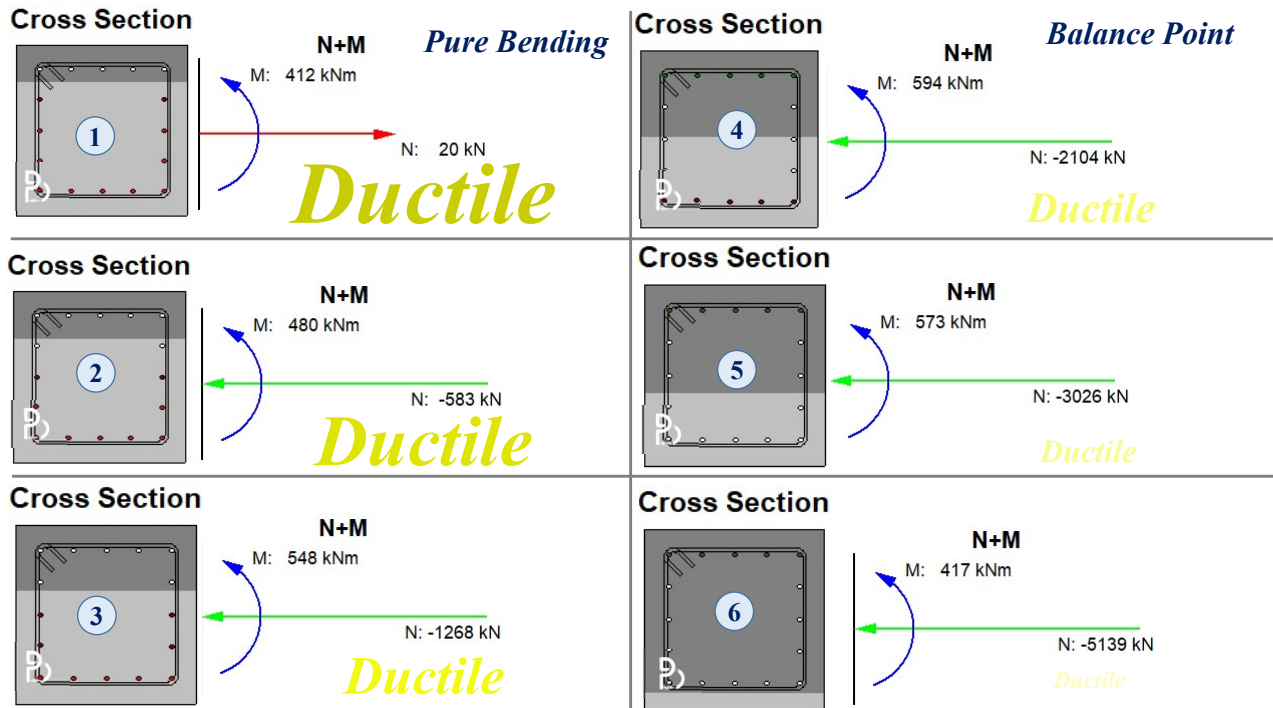 Cross Section
Pure Bending
N+M
M: 412 kNm
1
N: 20 kN
Ductile
Cross Section
Balance Point
N+M
M: 594 kNm
4
N: -2104 kN
Ductile
Cross Section
N+M
M: 480 kNm
2
N: -583 kN
Ductile
Cross Section
N+M
M: 573 kNm
5
N: -3026 kN
Ductile
Cross Section
N+M
M: 548 kNm
3
N: -1268 kN
Ductile
Cross Section
N+M
M: 417 kNm
6
N: -5139 kN
Ductile